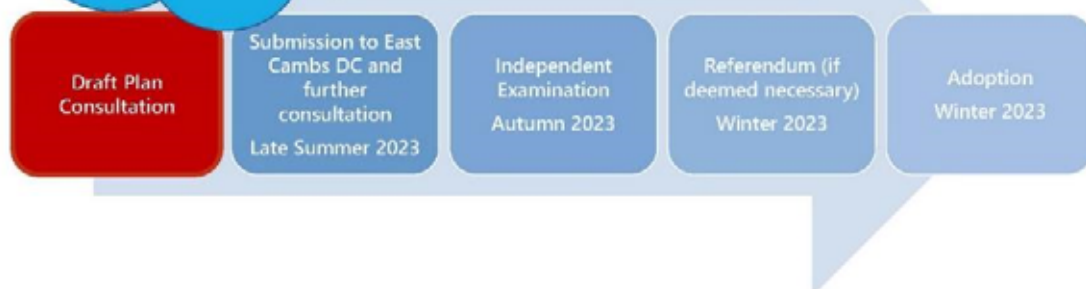 Draft Plan
Consultation
Submission to East
Cambs DC and
further
consultation
Late Summer 2023
Independent
Examination
Autumn 2023
Referendum (if
deemed necessary)
Winter 2023
Adoption
Winter 2023